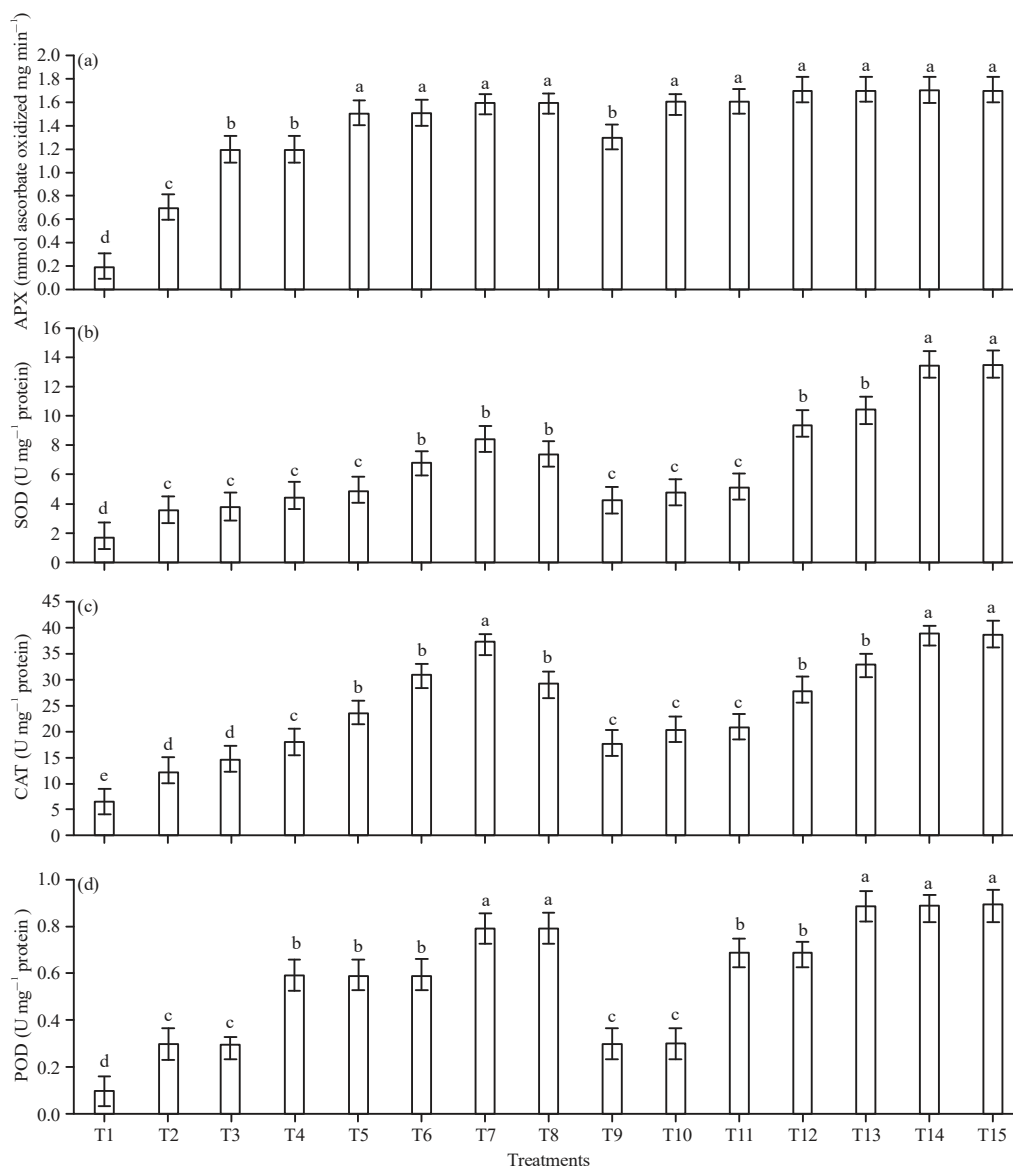 (a)
APX (mmol ascorbate oxidized mg min⁻¹
2.0
1.8
1.6
1.4
1.2
1.0
0.8
0.6
0.4
0.2
0.0
d c b b a a a a b a a a a a a
(b)
SOD (U mg⁻¹ protein)
16
14
12
10
8
6
4
2
0
d c c c c b b b c c c b b a a
(c)
CAT (U mg⁻¹ protein)
45
40
35
30
25
20
15
10
5
0
e d d c b b a b c c c b b a a
(d)
POD (U mg⁻¹ protein )
1.0
0.8
0.6
0.4
0.2
0.0
d c c b b b a a c c b b a a a
T1 T2 T3 T4 T5 T6 T7 T8 T9 T10 T11 T12 T13 T14 T15
Treatments